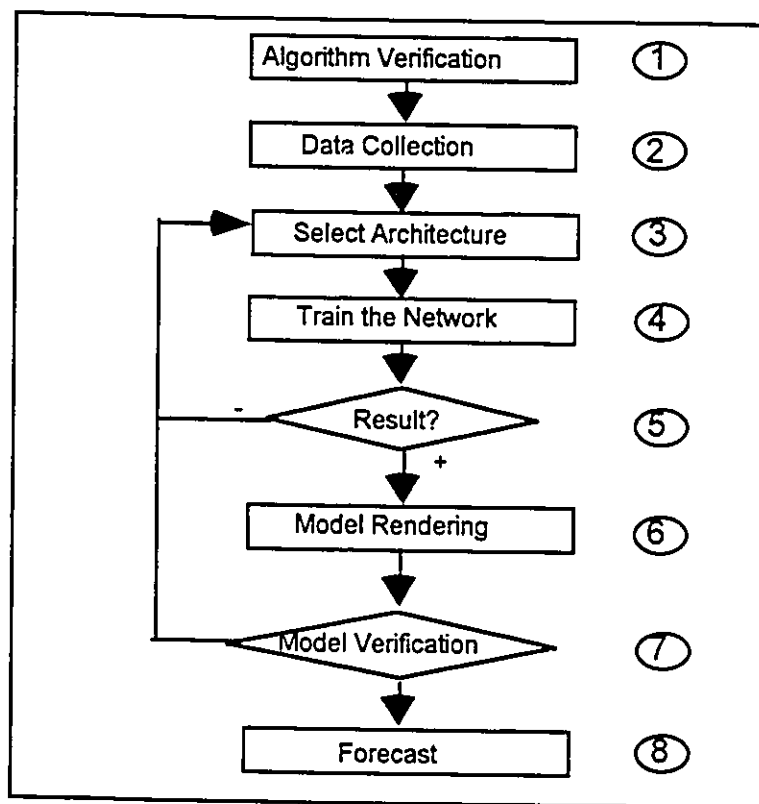 Algorithm Verification 1
Data Collection 2
Select Architecture 3
Train the Network 4
- Result? 5
+
Model Rendering 6
Model Verification 7
Forecast 8